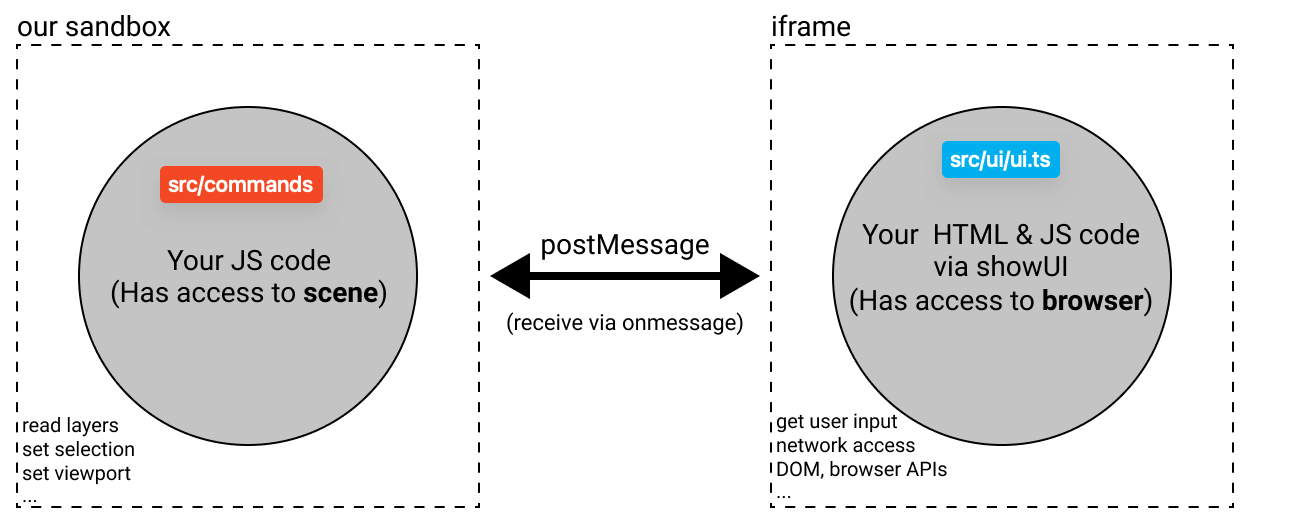 our sandbox
src/commands
Your JS code
(Has access to scene)
read layers
set selection
set viewport
...
postMessage
(receive via onmessage)
iframe
src/ui/ui.ts
Your  HTML & JS code
via showUI
(Has access to browser)
get user input
network access
DOM, browser APIs
...